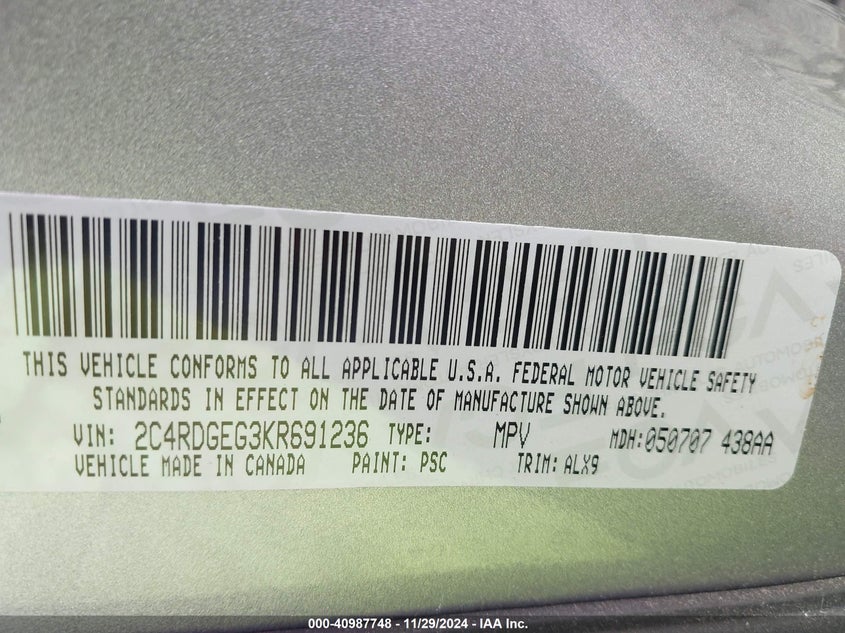 THIS VEHICLE CONFORMS TO ALL APPLICABLE U.S.A. FEDERAL MOTOR VEHICLE SAFETY
STANDARDS IN EFFECT ON THE DATE OF MANUFACTURE SHOWN ABOVE.
VIN: 2C4RDGEG3KR691236 TYPE: MPV MDH:050707 438AA
VEHICLE MADE IN CANADA PAINT: PSC TRIM: ALX9
000-40987748 - 11/29/2024 - IAA Inc.